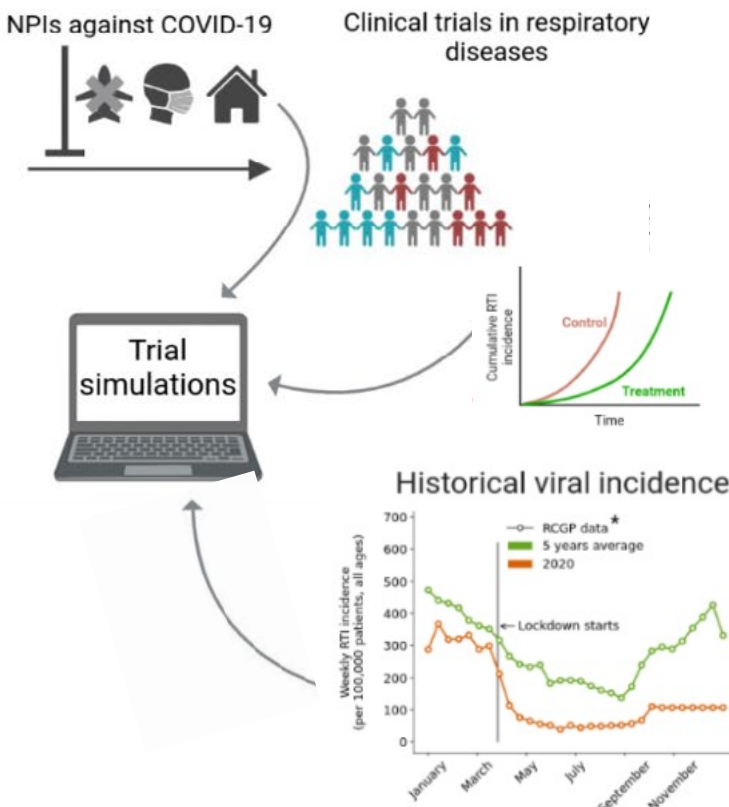 NPIs against COVID-19
Clinical trials in respiratory
diseases
Trial
simulations
Cumulative RTI
incidence
Control
Treatment
Time
Historical viral incidence
Weekly RTI incidence
(per 100,000 patients, all ages)
700
600
500
400
300
200
100
0
RCGP data*
5 years average
2020
Lockdown starts
January
March
May
July
September
November